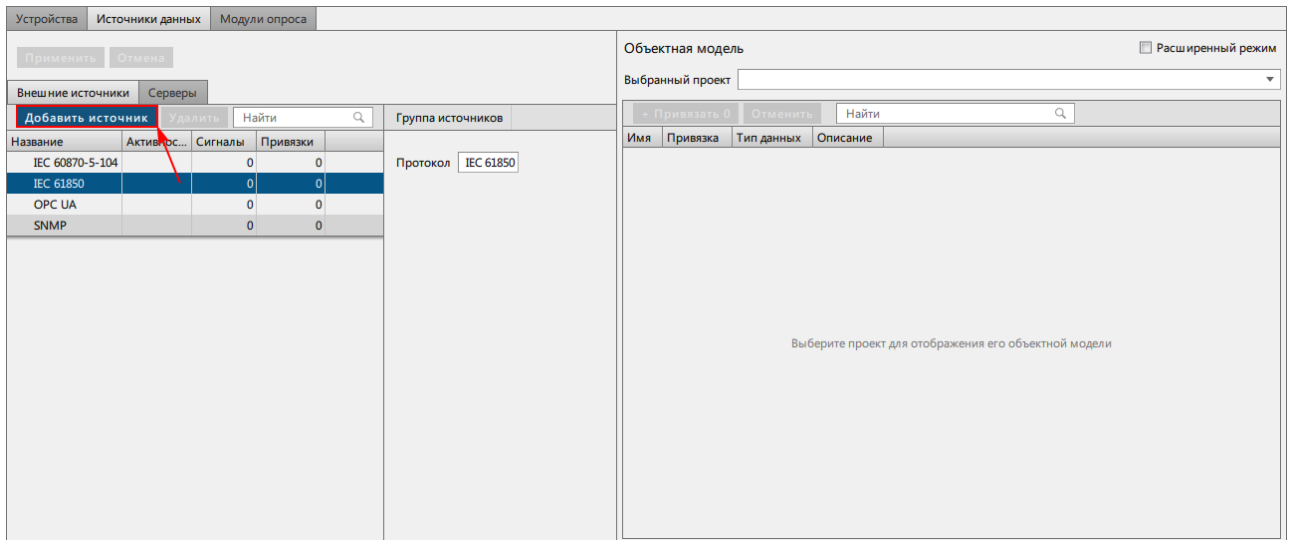 Устройства Источники данных Модули опроса
Применить Отмена
Внешние источники Серверы
Добавить источник Удалить Найти
Название Активнос... Сигналы Привязки
IEC 60870-5-104 0 0
IEC 61850 0 0
OPC UA 0 0
SNMP 0 0
Группа источников
Протокол IEC 61850
Объектная модель Расширенный режим
Выбранный проект
+ Привязать 0 Отменить Найти
Имя Привязка Тип данных Описание
Выберите проект для отображения его объектной модели